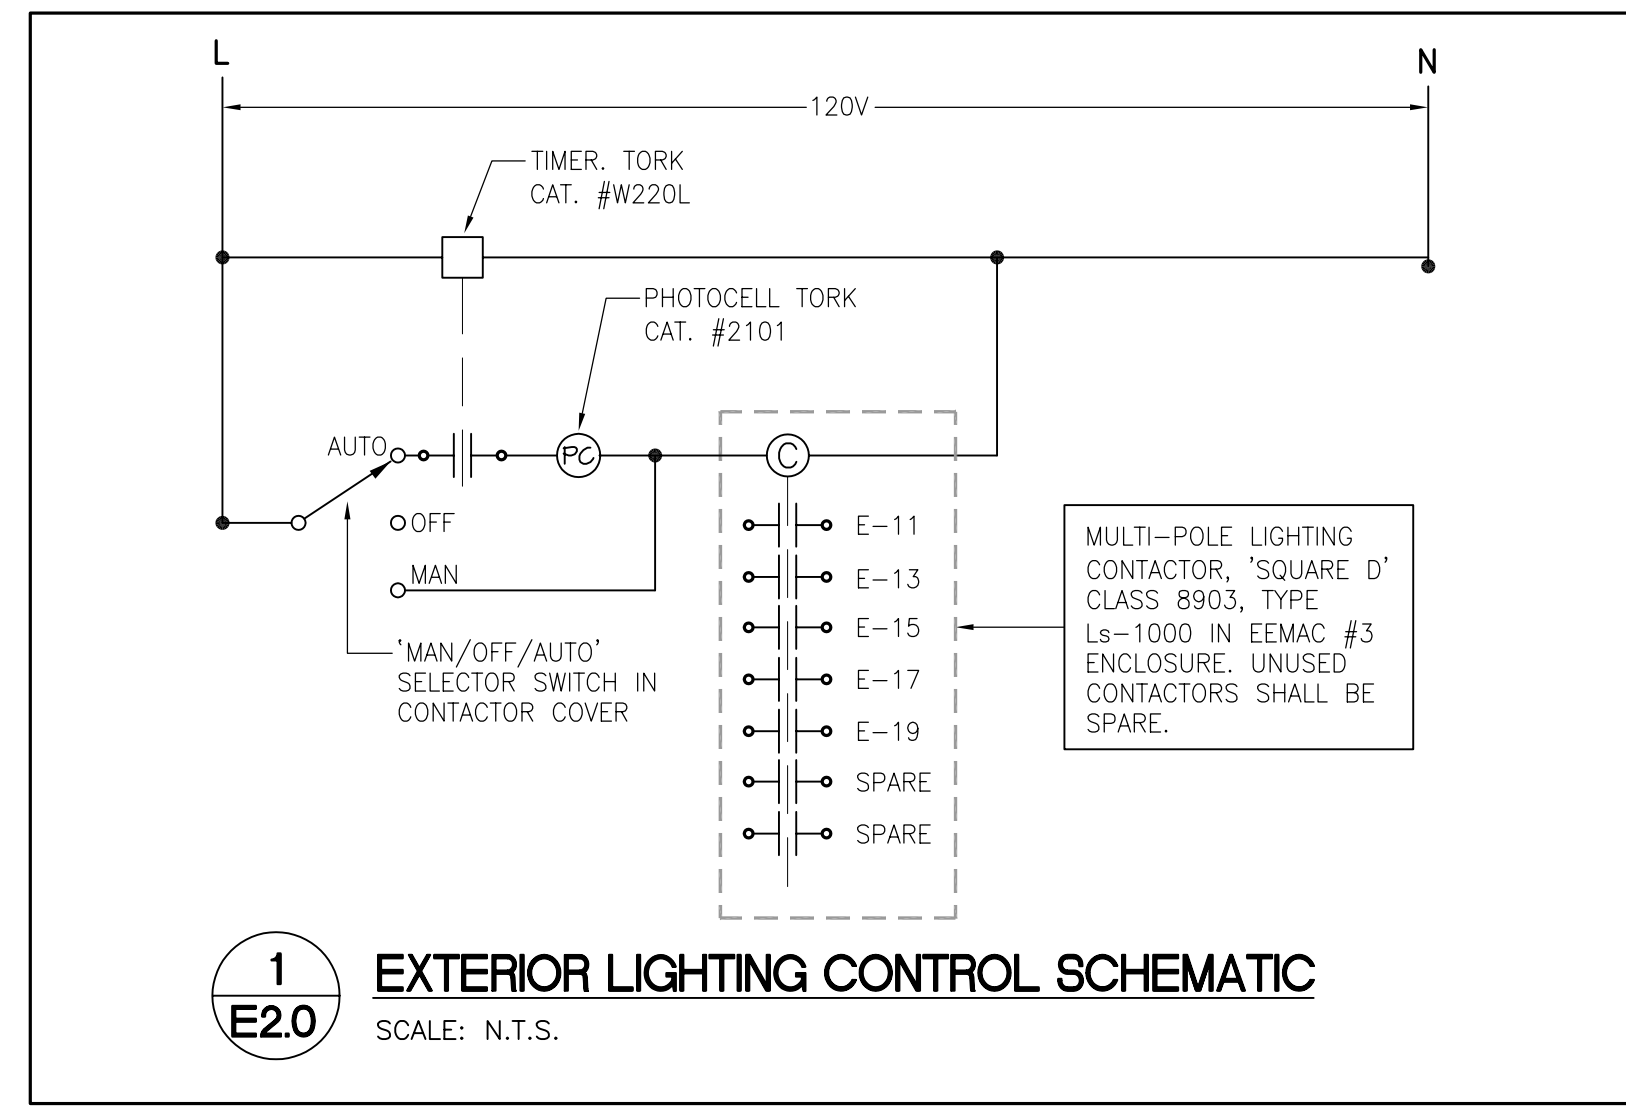 L
N
120V
TIMER. TORK
CAT. #W220L
PHOTOCELL TORK
CAT. #2101
AUTO
PC
C
OFF
MAN
'MAN/OFF/AUTO'
SELECTOR SWITCH IN
CONTACTOR COVER
E-11
E-13
E-15
E-17
E-19
SPARE
SPARE
MULTI-POLE LIGHTING
CONTACTOR, 'SQUARE D'
CLASS 8903, TYPE
Ls-1000 IN EEMAC #3
ENCLOSURE. UNUSED
CONTACTORS SHALL BE
SPARE.
1
E2.0
EXTERIOR LIGHTING CONTROL SCHEMATIC
SCALE: N.T.S.